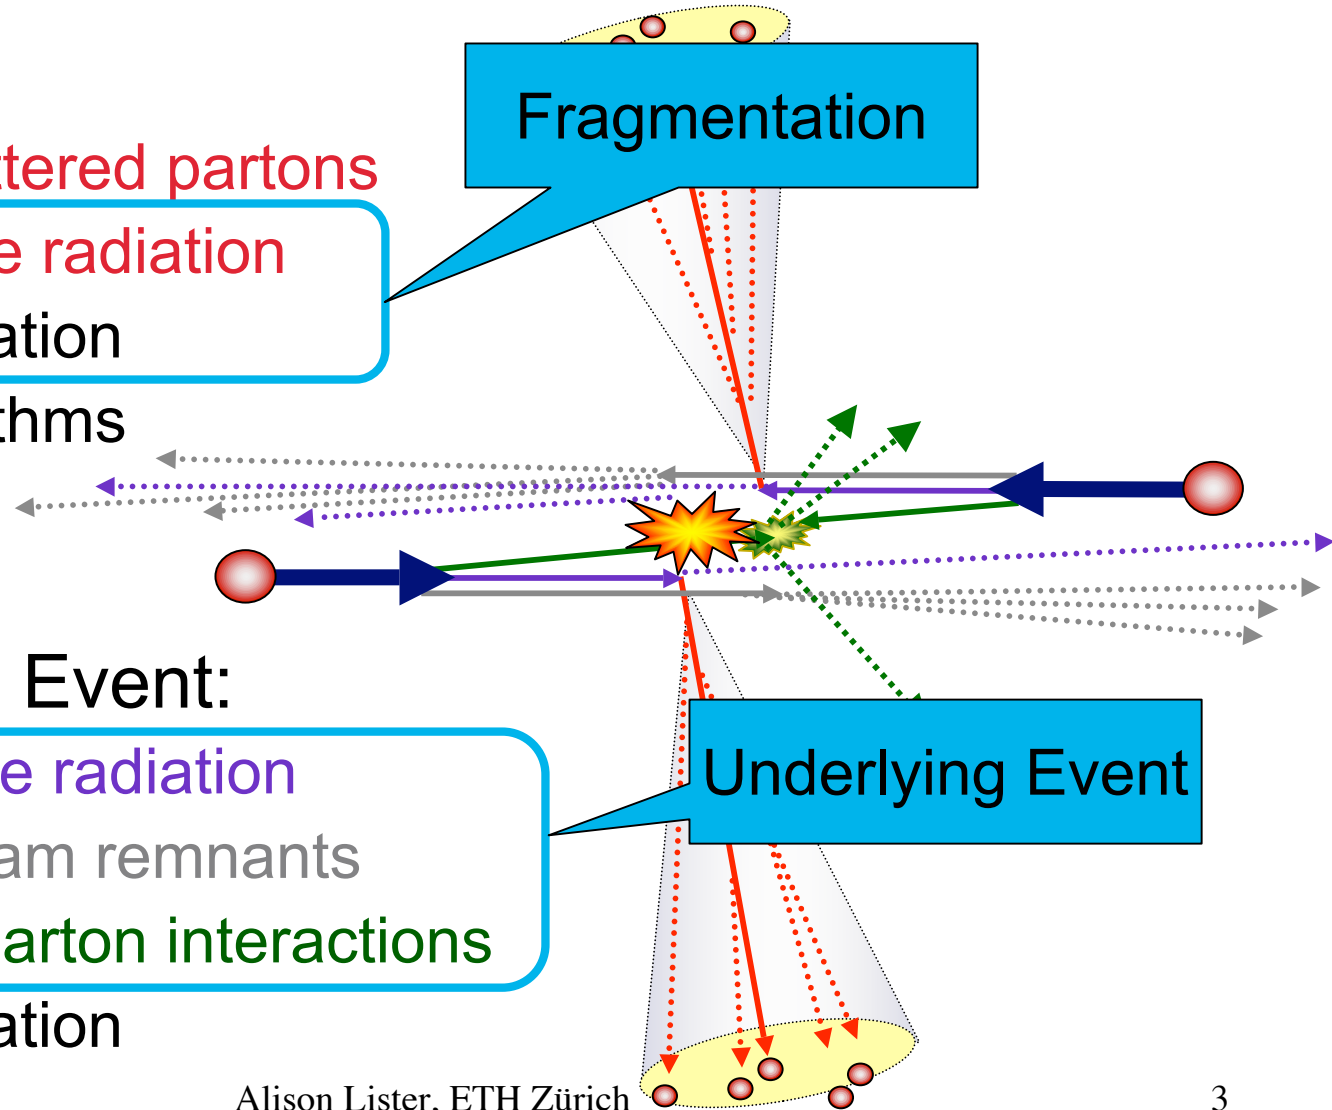 Fragmentation
ttered partons
e radiation
ation
thms
Event:
e radiation
Underlying Event
am remnants
arton interactions
ation
Alison Lister, ETH Zürich
3